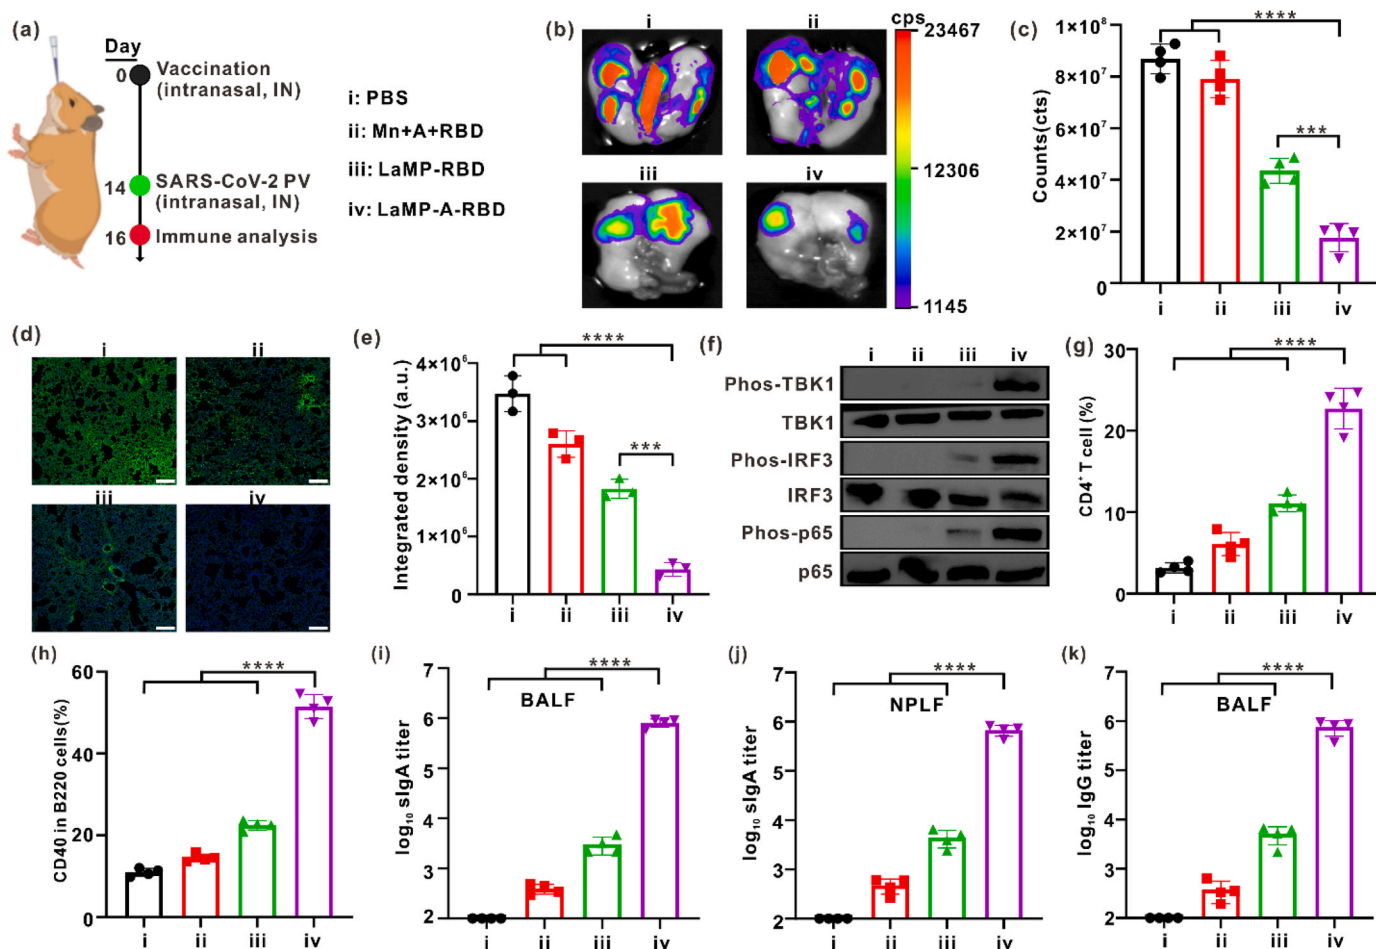 (a)
Day
0
Vaccination
(intranasal, IN)
14
SARS-CoV-2 PV
(intranasal, IN)
16
Immune analysis
i: PBS
ii: Mn+A+RBD
iii: LaMP-RBD
iv: LaMP-A-RBD
(b)
i
ii
iii
iv
cps
23467
12306
1145
(c)
Counts(cts)
1×10⁸
8×10⁷
6×10⁷
4×10⁷
2×10⁷
0
****
***
i ii iii iv
(d)
i
ii
iii
iv
(e)
Integrated density (a.u.)
4×10⁶
3×10⁶
2×10⁶
1×10⁶
0
****
***
i ii iii iv
(f)
i ii iii iv
Phos-TBK1
TBK1
Phos-IRF3
IRF3
Phos-p65
p65
(g)
CD4⁺ T cell (%)
30
20
10
0
****
i ii iii iv
(h)
CD40 in B220 cells(%)
60
40
20
0
****
i ii iii iv
(i)
log₁₀ sIgA titer
7
6
5
4
3
2
****
BALF
i ii iii iv
(j)
log₁₀ sIgA titer
7
6
5
4
3
2
****
NPLF
i ii iii iv
(k)
log₁₀ IgG titer
7
6
5
4
3
2
****
BALF
i ii iii iv